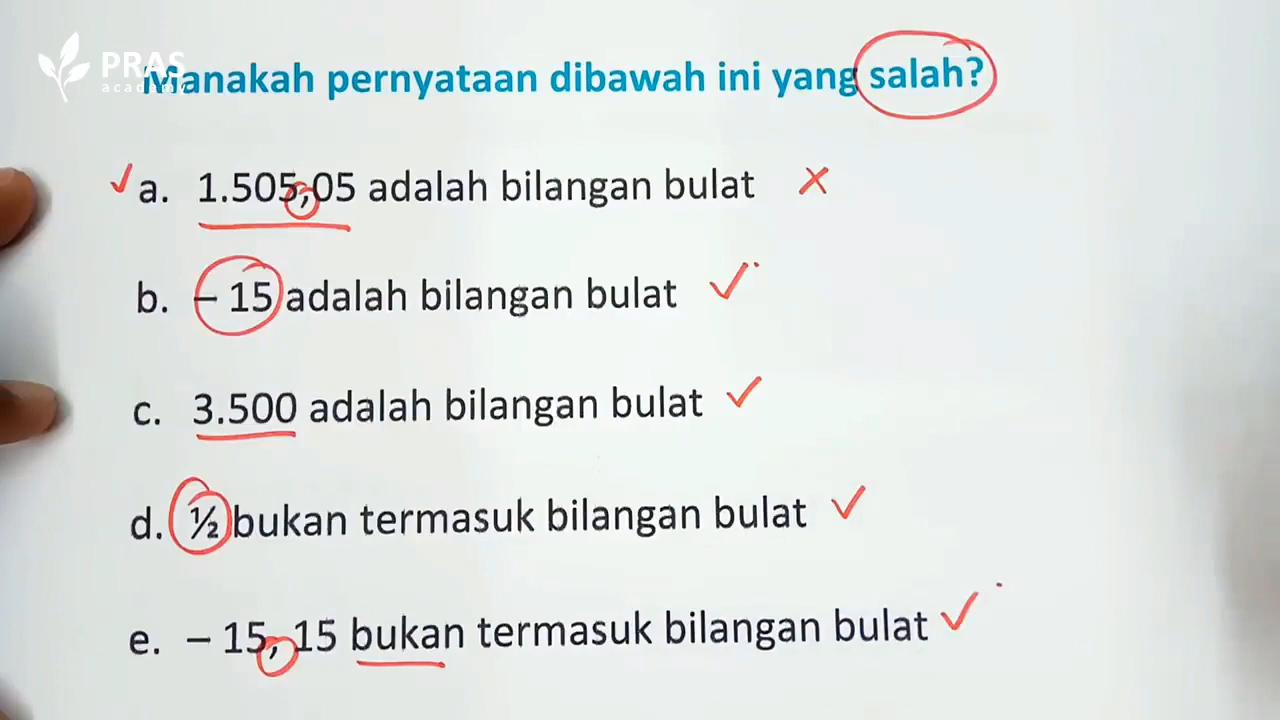 PRAS
academy
Manakah pernyataan dibawah ini yang salah?
a. 1.505,05 adalah bilangan bulat
b. – 15 adalah bilangan bulat
c. 3.500 adalah bilangan bulat
d. ½ bukan termasuk bilangan bulat
e. – 15, 15 bukan termasuk bilangan bulat